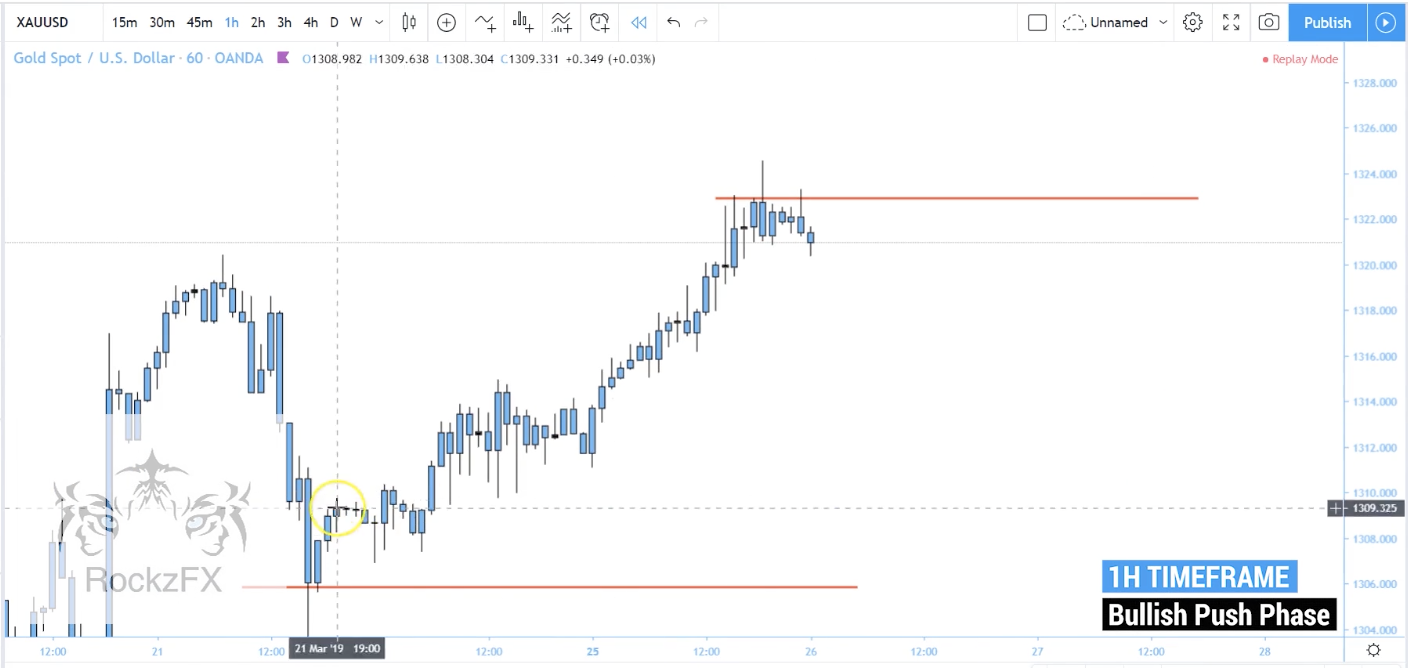 XAUUSD 15m 30m 45m 1h 2h 3h 4h D W Unnamed Publish
Gold Spot / U.S. Dollar · 60 · OANDA O1308.982 H1309.638 L1308.304 C1309.331 +0.349 (+0.03%) Replay Mode
1328.000
1326.000
1324.000
1322.000
1320.000
1318.000
1316.000
1314.000
1312.000
1310.000
1309.325
1308.000
1306.000
1304.000
RockzFX
1H TIMEFRAME
Bullish Push Phase
12:00 21 12:00 21 Mar '19 19:00 12:00 25 12:00 26 12:00 27 12:00 28